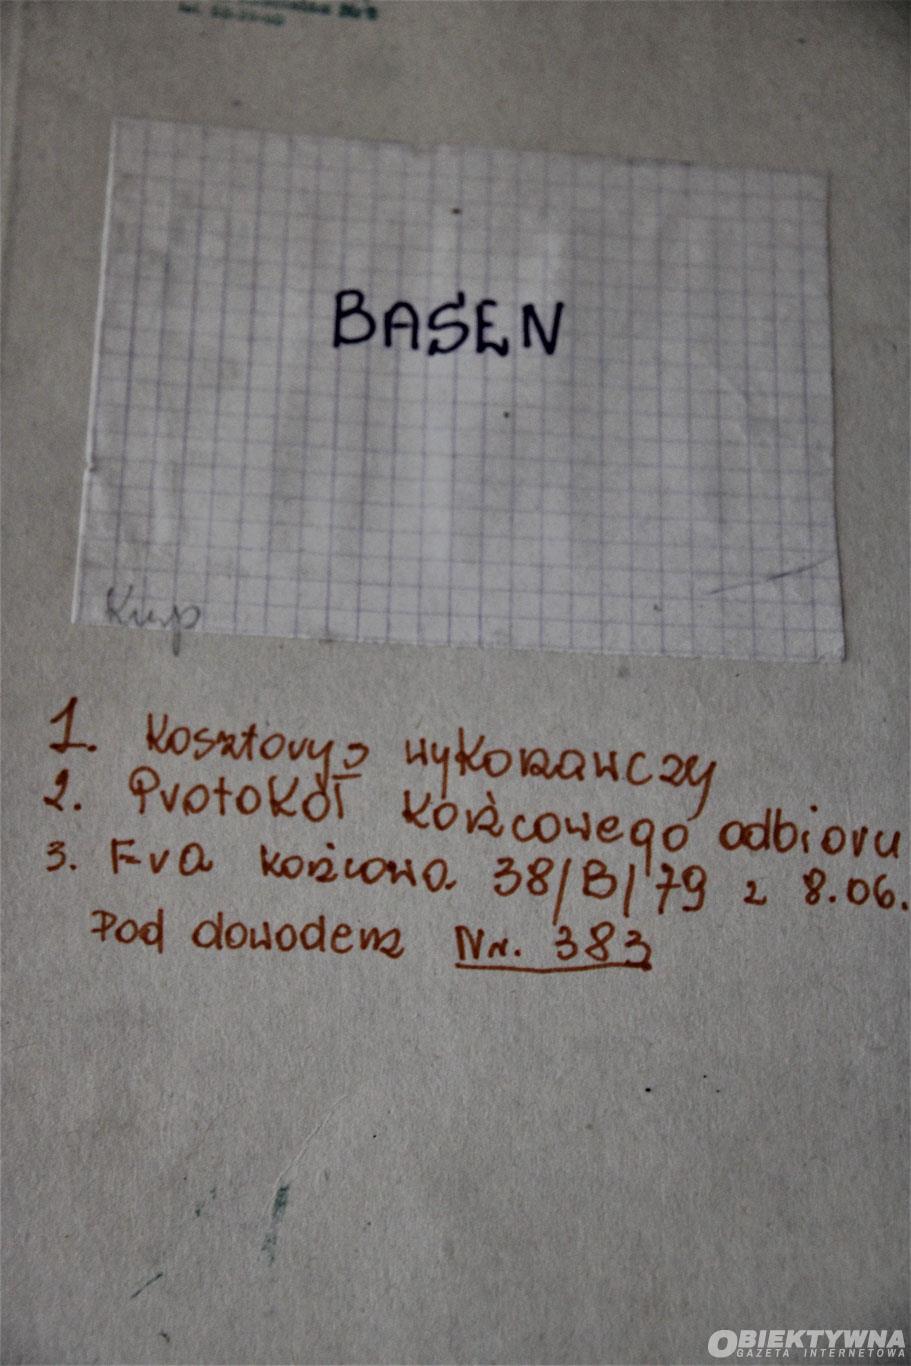 BASEN
Kup
1. Kosztorys wykonawczy
2. Protokół końcowego odbioru
3. F-ra końcowa 38/B/79 z 8.06.
Pod dowodem Nr. 383
OBIEKTYWNA
GAZETA INTERNETOWA